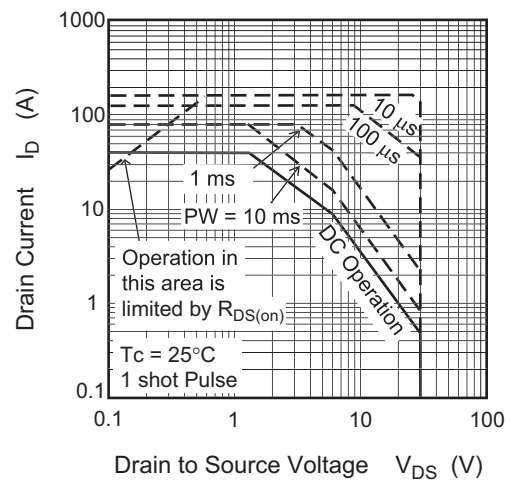 1000
100
10
1
0.1
Drain Current I_D (A)
10 μs
100 μs
1 ms
PW = 10 ms
DC Operation
Operation in
this area is
limited by R_DS(on)
Tc = 25°C
1 shot Pulse
0.1 1 10 100
Drain to Source Voltage V_DS (V)